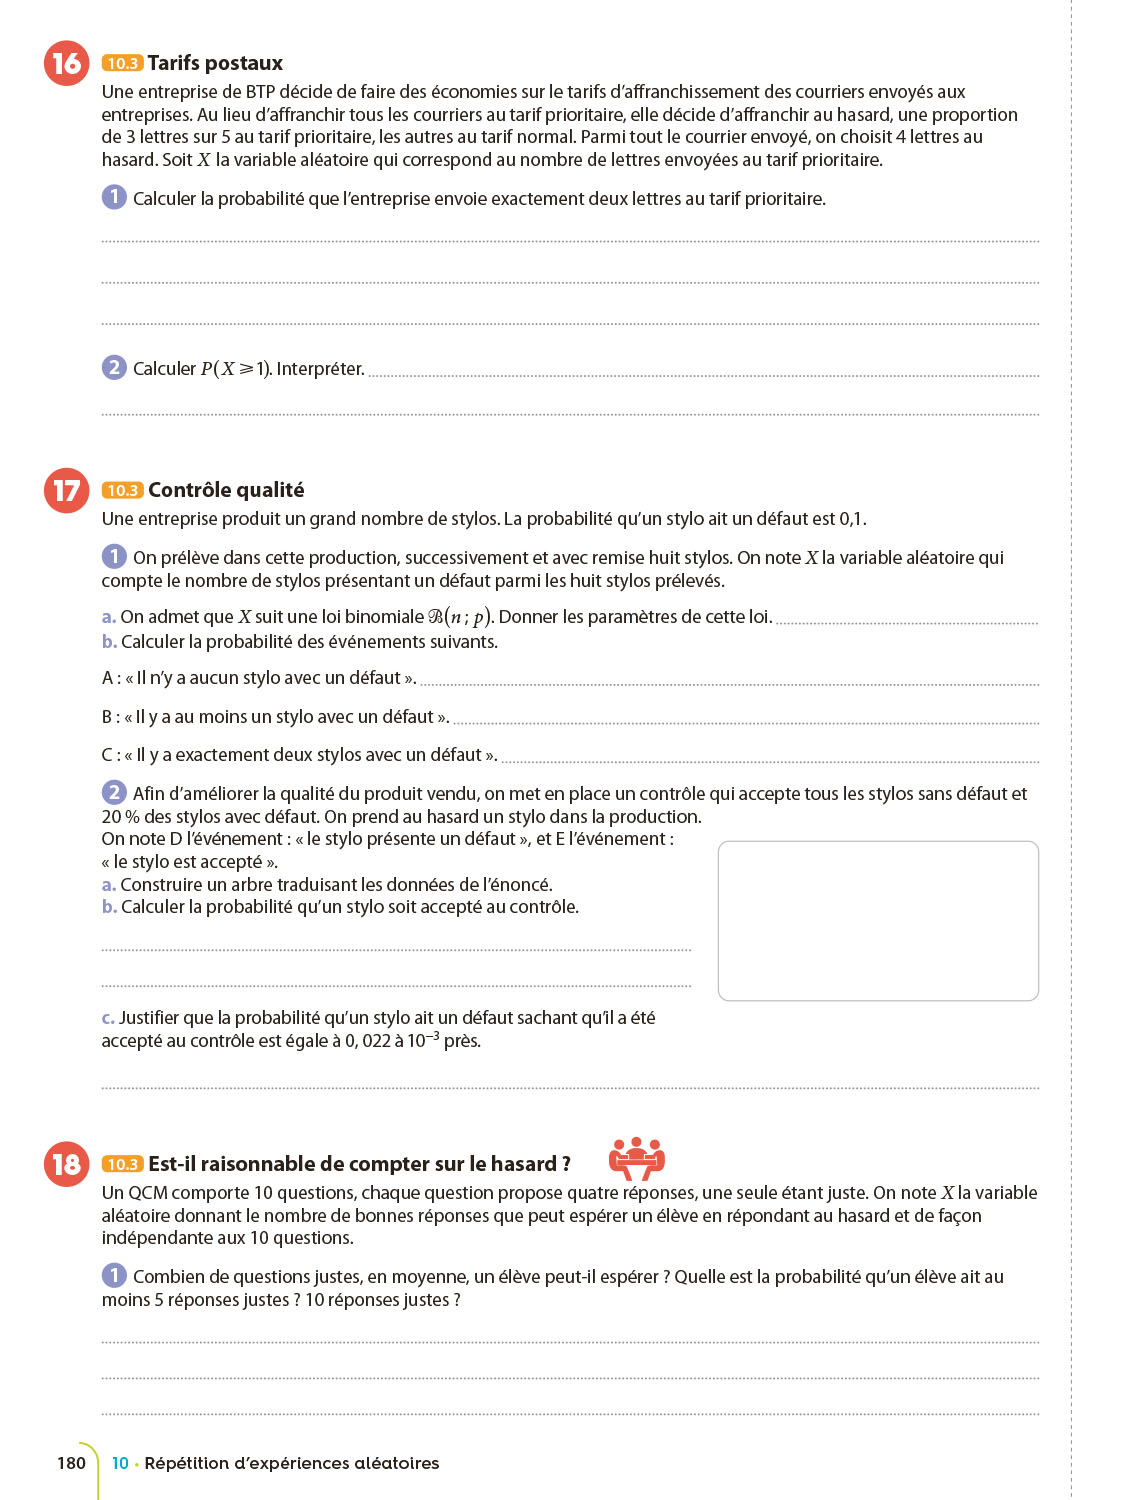 16 10.3 Tarifs postaux
Une entreprise de BTP décide de faire des économies sur le tarifs d’affranchissement des courriers envoyés aux
entreprises. Au lieu d’affranchir tous les courriers au tarif prioritaire, elle décide d’affranchir au hasard, une proportion
de 3 lettres sur 5 au tarif prioritaire, les autres au tarif normal. Parmi tout le courrier envoyé, on choisit 4 lettres au
hasard. Soit X la variable aléatoire qui correspond au nombre de lettres envoyées au tarif prioritaire.
1 Calculer la probabilité que l’entreprise envoie exactement deux lettres au tarif prioritaire.
2 Calculer P(X ⩾ 1). Interpréter.
17 10.3 Contrôle qualité
Une entreprise produit un grand nombre de stylos. La probabilité qu’un stylo ait un défaut est 0,1.
1 On prélève dans cette production, successivement et avec remise huit stylos. On note X la variable aléatoire qui
compte le nombre de stylos présentant un défaut parmi les huit stylos prélevés.
a. On admet que X suit une loi binomiale ℬ(n ; p). Donner les paramètres de cette loi.
b. Calculer la probabilité des événements suivants.
A : « Il n’y a aucun stylo avec un défaut ».
B : « Il y a au moins un stylo avec un défaut ».
C : « Il y a exactement deux stylos avec un défaut ».
2 Afin d’améliorer la qualité du produit vendu, on met en place un contrôle qui accepte tous les stylos sans défaut et
20 % des stylos avec défaut. On prend au hasard un stylo dans la production.
On note D l’événement : « le stylo présente un défaut », et E l’événement :
« le stylo est accepté ».
a. Construire un arbre traduisant les données de l’énoncé.
b. Calculer la probabilité qu’un stylo soit accepté au contrôle.
c. Justifier que la probabilité qu’un stylo ait un défaut sachant qu’il a été
accepté au contrôle est égale à 0, 022 à 10⁻³ près.
18 10.3 Est-il raisonnable de compter sur le hasard ?
Un QCM comporte 10 questions, chaque question propose quatre réponses, une seule étant juste. On note X la variable
aléatoire donnant le nombre de bonnes réponses que peut espérer un élève en répondant au hasard et de façon
indépendante aux 10 questions.
1 Combien de questions justes, en moyenne, un élève peut-il espérer ? Quelle est la probabilité qu’un élève ait au
moins 5 réponses justes ? 10 réponses justes ?
180 10 • Répétition d’expériences aléatoires